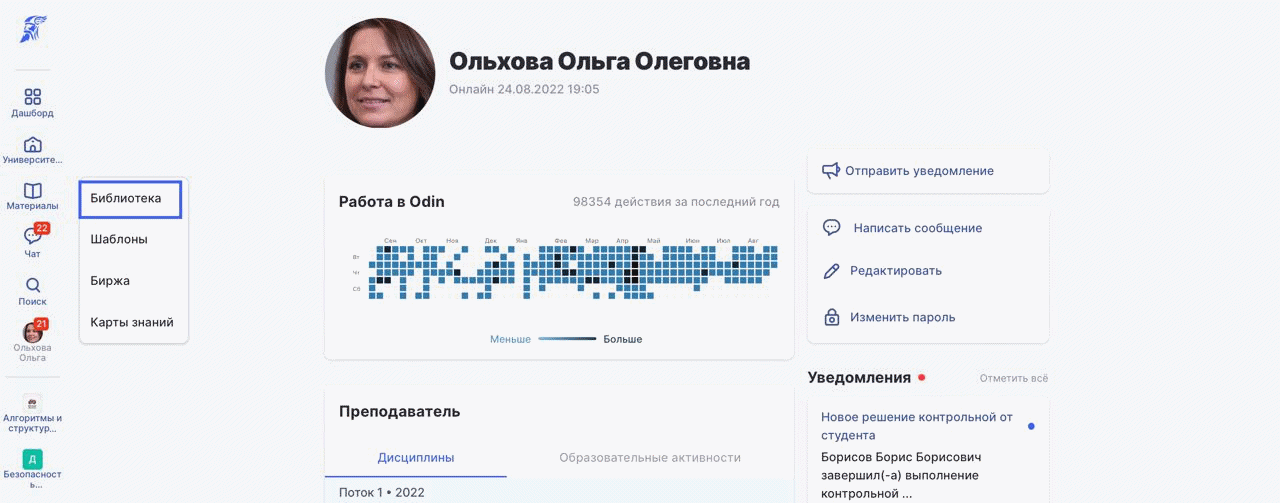 Дашборд
Университе...
Материалы
22
Чат
Поиск
21
Ольхова
Ольга
Алгоритмы и
структур...
Д
Безопасност
ь...
Библиотека
Шаблоны
Биржа
Карты знаний
Ольхова Ольга Олеговна
Онлайн 24.08.2022 19:05
Работа в Odin
98354 действия за последний год
Сен Окт Ноя Дек Янв Фев Мар Апр Май Июн Июл Авг
Вт
Чт
Сб
Меньше Больше
Преподаватель
Дисциплины Образовательные активности
Поток 1 • 2022
Отправить уведомление
Написать сообщение
Редактировать
Изменить пароль
Уведомления
Отметить всё
Новое решение контрольной от
студента
Борисов Борис Борисович
завершил(-а) выполнение
контрольной ...